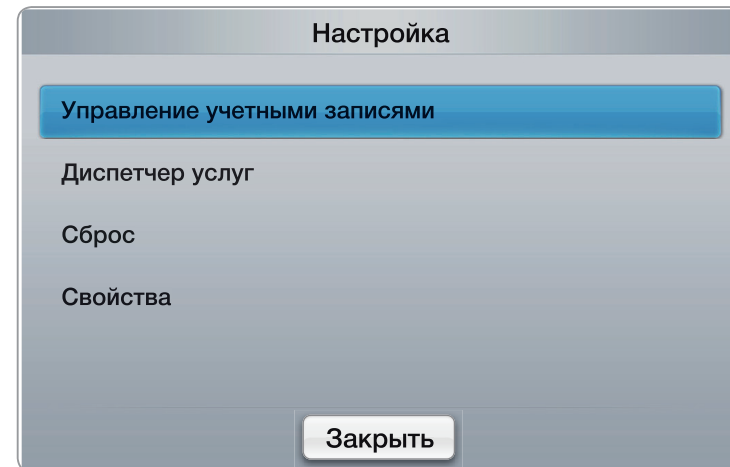 Настройка
Управление учетными записями
Диспетчер услуг
Сброс
Свойства
Закрыть